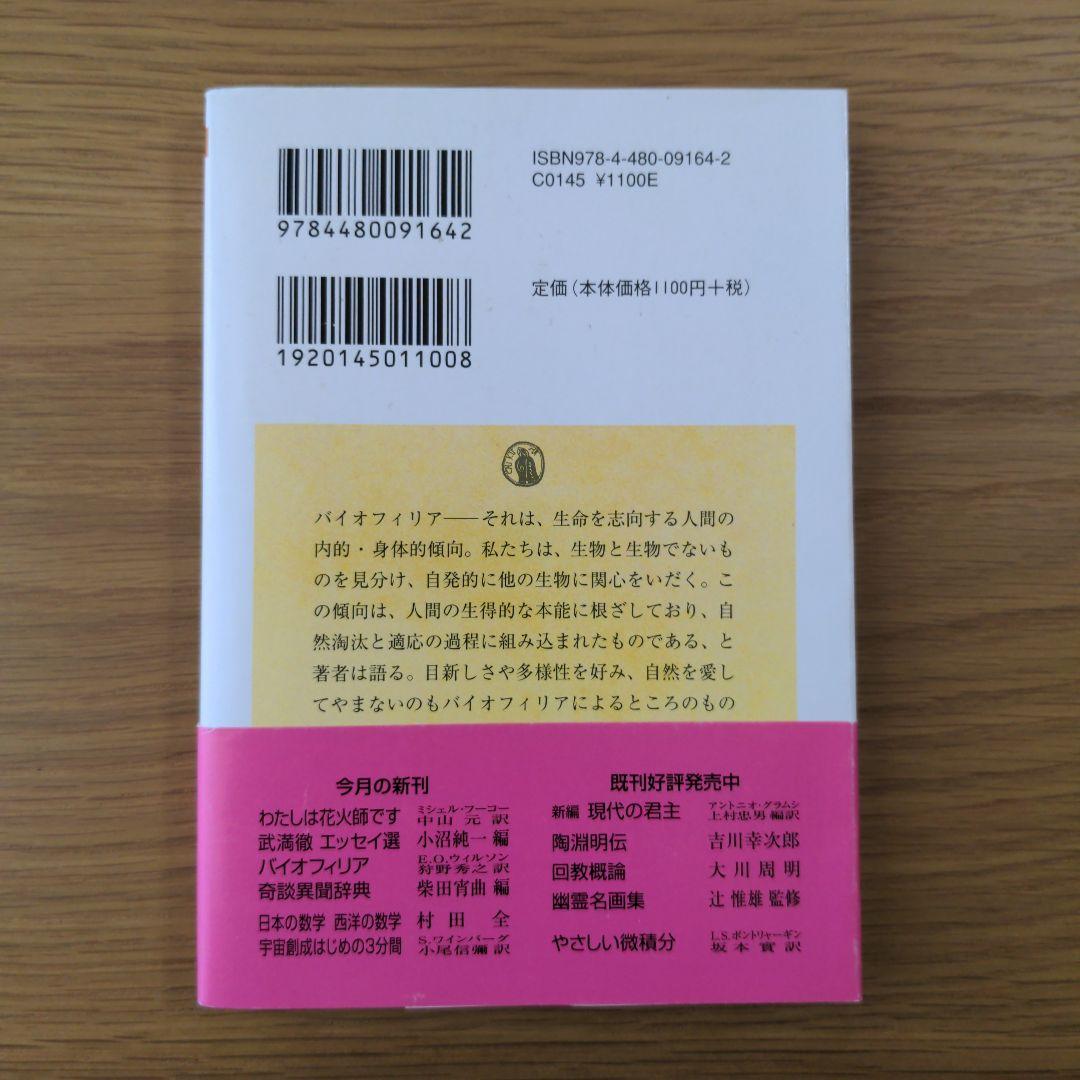 ISBN978-4-480-09164-2
C0145 ¥1100E
9784480091642
定価(本体価格1100円+税)
1920145011008
バイオフィリア——それは、生命を志向する人間の
内的・身体的傾向。私たちは、生物と生物でないも
のを見分け、自発的に他の生物に関心をいだく。こ
の傾向は、人間の生得的な本能に根ざしており、自
然淘汰と適応の過程に組み込まれたものである、と
著者は語る。目新しさや多様性を好み、自然を愛し
てやまないのもバイオフィリアによるところのもの
今月の新刊
わたしは花火師です ミシェル・フーコー 中山 元 訳
武満徹 エッセイ選 小沼純一 編
バイオフィリア E.O.ウィルソン 狩野秀之 訳
奇談異聞辞典 柴田宵曲 編
日本の数学 西洋の数学 村田 全
宇宙創成はじめの3分間 S.ワインバーグ 小尾信彌 訳
既刊好評発売中
新編 現代の君主 アントニオ・グラムシ 上村忠男 編訳
陶淵明伝 吉川幸次郎
回教概論 大川周明
幽霊名画集 辻 惟雄 監修
やさしい微積分 L.S.ポントリャーギン 坂本 實 訳